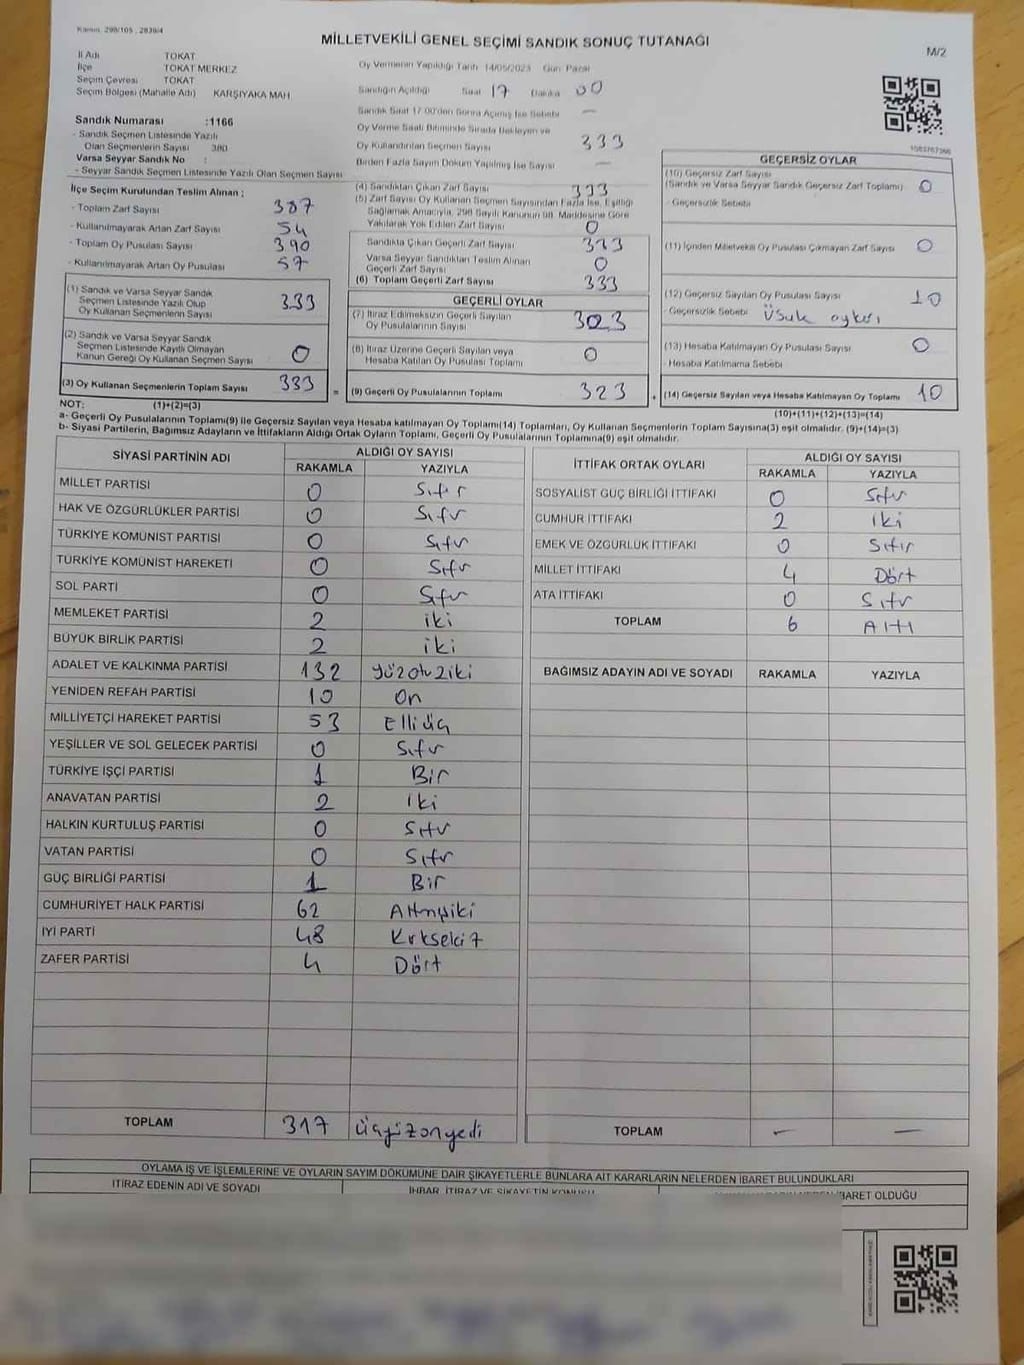 Kanun, 298/105 , 2839/4
MİLLETVEKİLİ GENEL SEÇİMİ SANDIK SONUÇ TUTANAĞI
M/2
İl Adı TOKAT
İlçe TOKAT MERKEZ
Seçim Çevresi TOKAT
Seçim Bölgesi (Mahalle Adı) KARŞIYAKA MAH.
Oy Vermenin Yapıldığı Tarih 14/05/2023 Gün: Pazar
Sandığın Açıldığı Saat 17 Dakika 00
Sandık Saat 17.00'den Sonra Açılmış İse Sebebi —
Oy Verme Saati Bitiminde Sırada Bekleyen ve
Oy Kullandırılan Seçmen Sayısı 333
Birden Fazla Sayım Döküm Yapılmış İse Sayısı —
Sandık Numarası :1166
- Sandık Seçmen Listesinde Yazılı
Olan Seçmenlerin Sayısı 380
Varsa Seyyar Sandık No :
- Seyyar Sandık Seçmen Listesinde Yazılı Olan Seçmen Sayısı
İlçe Seçim Kurulundan Teslim Alınan ;
- Toplam Zarf Sayısı 387
- Kullanılmayarak Artan Zarf Sayısı 54
- Toplam Oy Pusulası Sayısı 390
- Kullanılmayarak Artan Oy Pusulası 57
(1) Sandık ve Varsa Seyyar Sandık
Seçmen Listesinde Yazılı Olup
Oy Kullanan Seçmenlerin Sayısı 333
(2) Sandık ve Varsa Seyyar Sandık
Seçmen Listesinde Kayıtlı Olmayan
Kanun Gereği Oy Kullanan Seçmen Sayısı 0
(3) Oy Kullanan Seçmenlerin Toplam Sayısı 333 =
(4) Sandıktan Çıkan Zarf Sayısı 333
(5) Zarf Sayısı Oy Kullanan Seçmen Sayısından Fazla İse, Eşitliği
Sağlamak Amacıyla, 298 Sayılı Kanunun 98. Maddesine Göre
Yakılarak Yok Edilen Zarf Sayısı 0
Sandıkta Çıkan Geçerli Zarf Sayısı 333
Varsa Seyyar Sandıktan Teslim Alınan
Geçerli Zarf Sayısı 0
(6) Toplam Geçerli Zarf Sayısı 333
GEÇERLİ OYLAR
(7) İtiraz Edilmeksizin Geçerli Sayılan
Oy Pusulalarının Sayısı 323
(8) İtiraz Üzerine Geçerli Sayılan veya
Hesaba Katılan Oy Pusulası Toplamı 0
(9) Geçerli Oy Pusulalarının Toplamı 323 +
GEÇERSİZ OYLAR
(10) Geçersiz Zarf Sayısı
(Sandık ve Varsa Seyyar Sandık Geçersiz Zarf Toplamı) 0
- Geçersizlik Sebebi
(11) İçinden Milletvekili Oy Pusulası Çıkmayan Zarf Sayısı 0
(12) Geçersiz Sayılan Oy Pusulası Sayısı 10
- Geçersizlik Sebebi
(13) Hesaba Katılmayan Oy Pusulası Sayısı 0
- Hesaba Katılmama Sebebi
(14) Geçersiz Sayılan veya Hesaba Katılmayan Oy Toplamı 10
NOT: (1)+(2)=(3) (10)+(11)+(12)+(13)=(14)
a- Geçerli Oy Pusulalarının Toplamı(9) ile Geçersiz Sayılan veya Hesaba katılmayan Oy Toplamı(14) Toplamları, Oy Kullanan Seçmenlerin Toplam Sayısına(3) eşit olmalıdır. (9)+(14)=(3)
b- Siyasi Partilerin, Bağımsız Adayların ve İttifakların Aldığı Ortak Oyların Toplamı, Geçerli Oy Pusulalarının Toplamına(9) eşit olmalıdır.
SİYASİ PARTİNİN ADI ALDIĞI OY SAYISI
RAKAMLA YAZIYLA
MİLLET PARTİSİ 0 Sıfır
HAK VE ÖZGÜRLÜKLER PARTİSİ 0 Sıfır
TÜRKİYE KOMÜNİST PARTİSİ 0 Sıfır
TÜRKİYE KOMÜNİST HAREKETİ 0 Sıfır
SOL PARTİ 0 Sıfır
MEMLEKET PARTİSİ 2 iki
BÜYÜK BİRLİK PARTİSİ 2 iki
ADALET VE KALKINMA PARTİSİ 132 yüzotuziki
YENİDEN REFAH PARTİSİ 10 On
MİLLİYETÇİ HAREKET PARTİSİ 53 Elliüç
YEŞİLLER VE SOL GELECEK PARTİSİ 0 Sıfır
TÜRKİYE İŞÇİ PARTİSİ 1 Bir
ANAVATAN PARTİSİ 2 iki
HALKIN KURTULUŞ PARTİSİ 0 Sıfır
VATAN PARTİSİ 0 Sıfır
GÜÇ BİRLİĞİ PARTİSİ 1 Bir
CUMHURİYET HALK PARTİSİ 62 Altmışiki
İYİ PARTİ 48 Kırksekiz
ZAFER PARTİSİ 4 Dört
TOPLAM 317 üçyüzonyedi
İTTİFAK ORTAK OYLARI ALDIĞI OY SAYISI
RAKAMLA YAZIYLA
SOSYALİST GÜÇ BİRLİĞİ İTTİFAKI 0 Sıfır
CUMHUR İTTİFAKI 2 iki
EMEK VE ÖZGÜRLÜK İTTİFAKI 0 Sıfır
MİLLET İTTİFAKI 4 Dört
ATA İTTİFAKI 0 Sıfır
TOPLAM 6 Altı
BAĞIMSIZ ADAYIN ADI VE SOYADI RAKAMLA YAZIYLA
TOPLAM — —
OYLAMA İŞ VE İŞLEMLERİNE VE OYLARIN SAYIM DÖKÜMÜNE DAİR ŞİKAYETLERLE BUNLARA AİT KARARLARIN NELERDEN İBARET BULUNDUKLARI
İTİRAZ EDENİN ADI VE SOYADI İHBAR, İTİRAZ VE ŞİKAYETİN KONUSU İBARET OLDUĞU